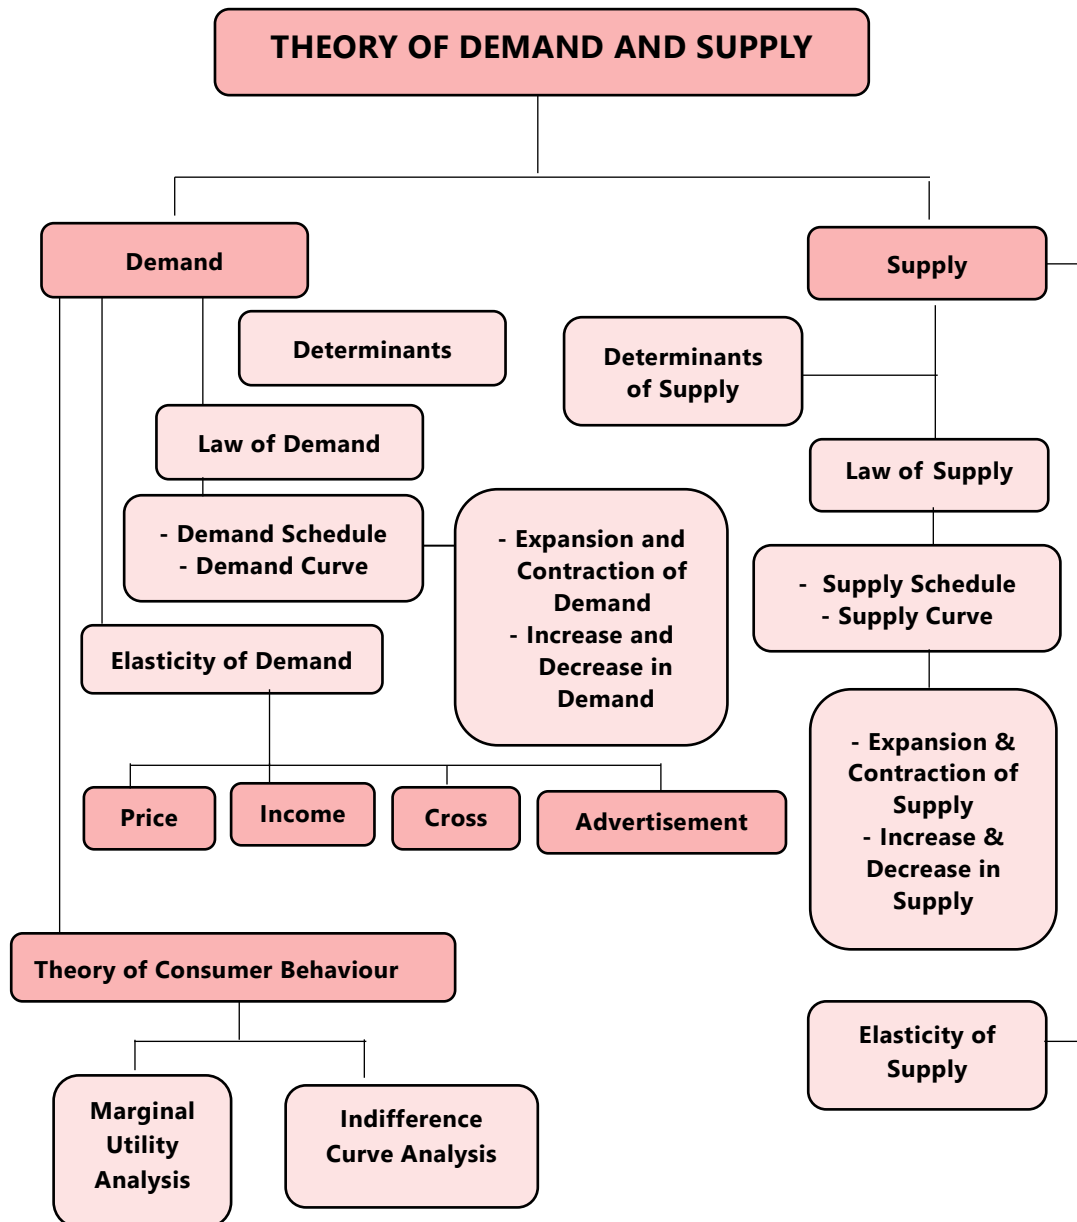 THEORY OF DEMAND AND SUPPLY
Demand
Supply
Determinants
Determinants
of Supply
Law of Demand
Law of Supply
- Demand Schedule
- Demand Curve
- Expansion and
Contraction of
Demand
- Increase and
Decrease in
Demand
- Supply Schedule
- Supply Curve
Elasticity of Demand
- Expansion &
Contraction of
Supply
- Increase &
Decrease in
Supply
Price
Income
Cross
Advertisement
Theory of Consumer Behaviour
Elasticity of
Supply
Marginal
Utility
Analysis
Indifference
Curve Analysis